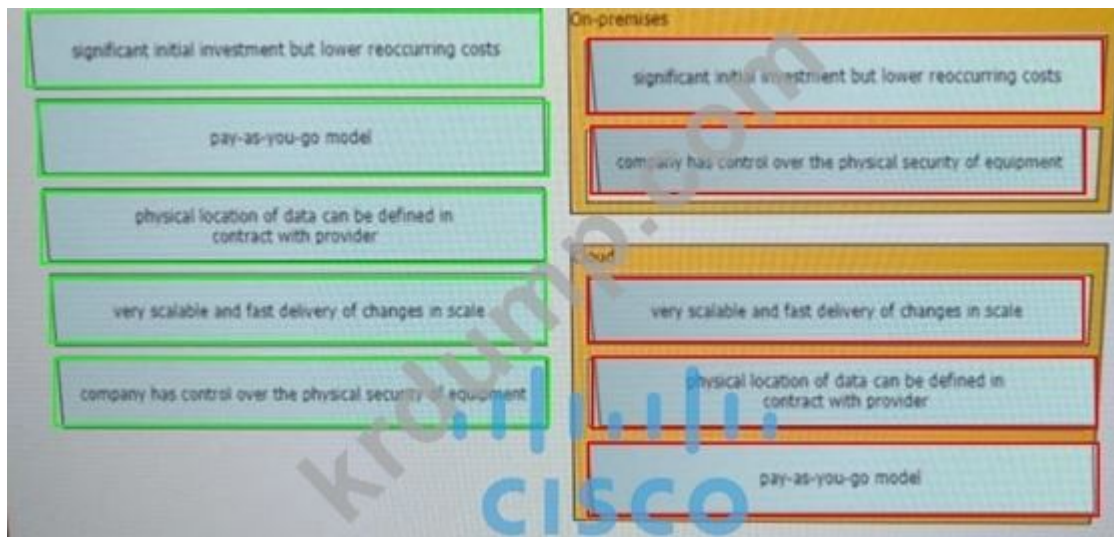 significant initial investment but lower reoccurring costs
pay-as-you-go model
physical location of data can be defined in
contract with provider
very scalable and fast delivery of changes in scale
company has control over the physical security of equipment
On-premises
significant initial investment but lower reoccurring costs
company has control over the physical security of equipment
Cloud
very scalable and fast delivery of changes in scale
physical location of data can be defined in
contract with provider
pay-as-you-go model
krdump.com
CISCO